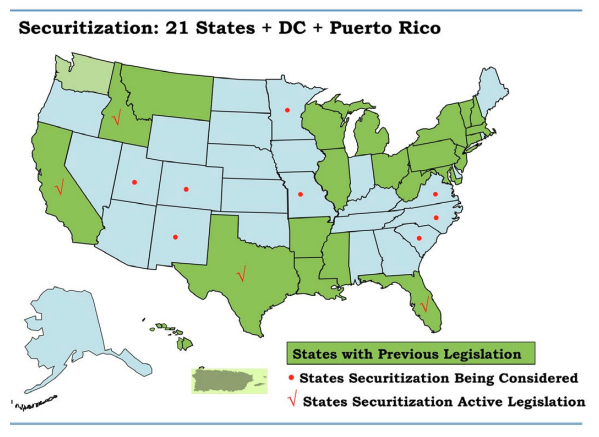 Securitization: 21 States + DC + Puerto Rico
States with Previous Legislation
States Securitization Being Considered
√ States Securitization Active Legislation